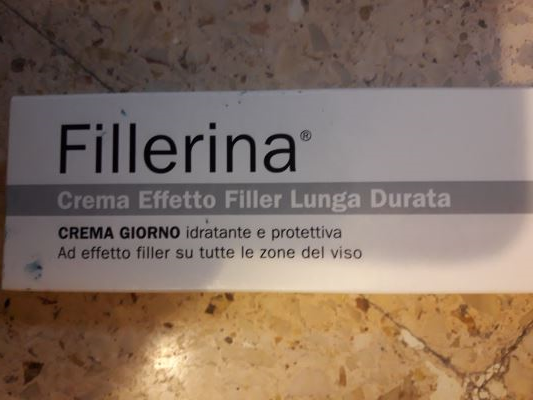 Fillerina®
Crema Effetto Filler Lunga Durata
CREMA GIORNO idratante e protettiva
Ad effetto filler su tutte le zone del viso